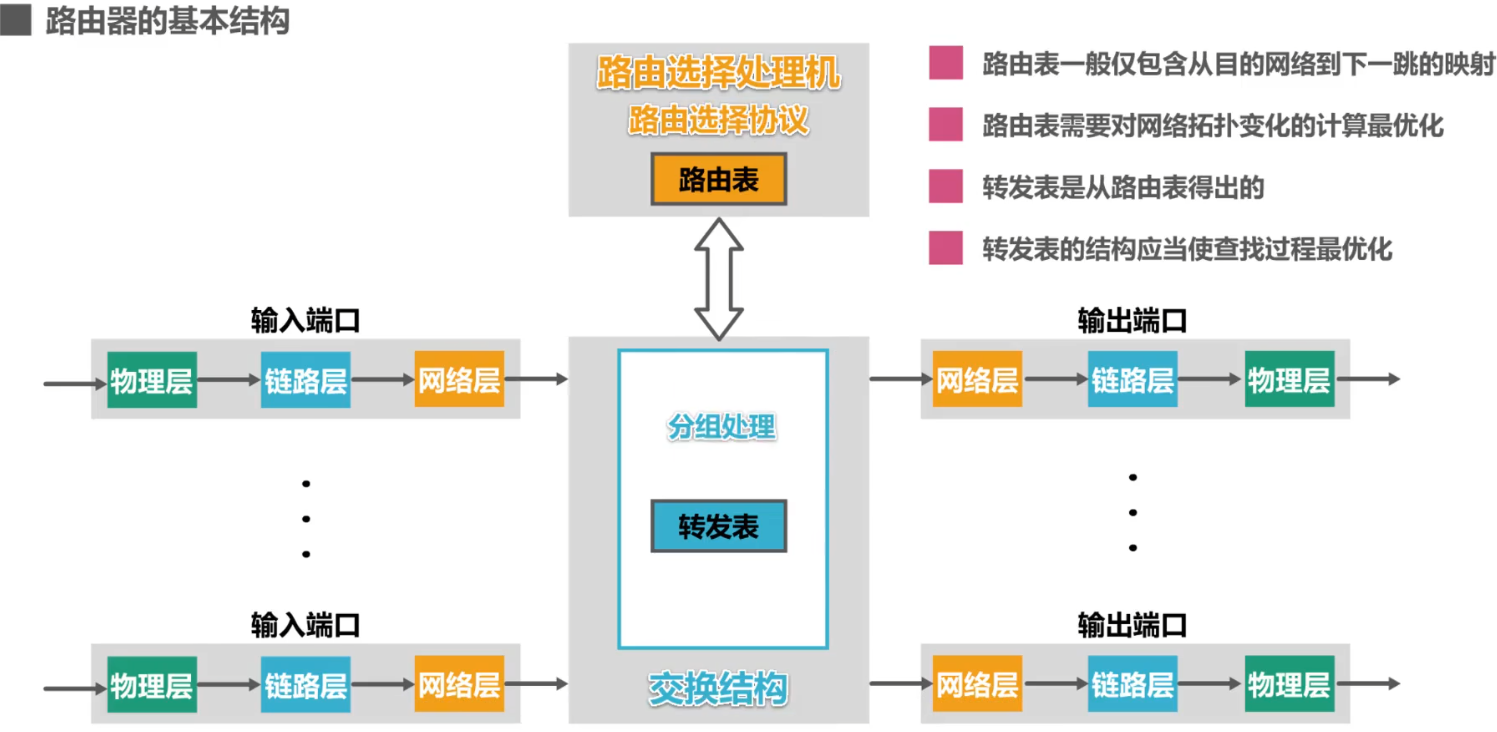 路由器的基本结构
路由选择处理机
路由选择协议
路由表
路由表一般仅包含从目的网络到下一跳的映射
路由表需要对网络拓扑变化的计算最优化
转发表是从路由表得出的
转发表的结构应当使查找过程最优化
输入端口
物理层
链路层
网络层
分组处理
转发表
交换结构
输出端口
网络层
链路层
物理层
输入端口
物理层
链路层
网络层
输出端口
网络层
链路层
物理层